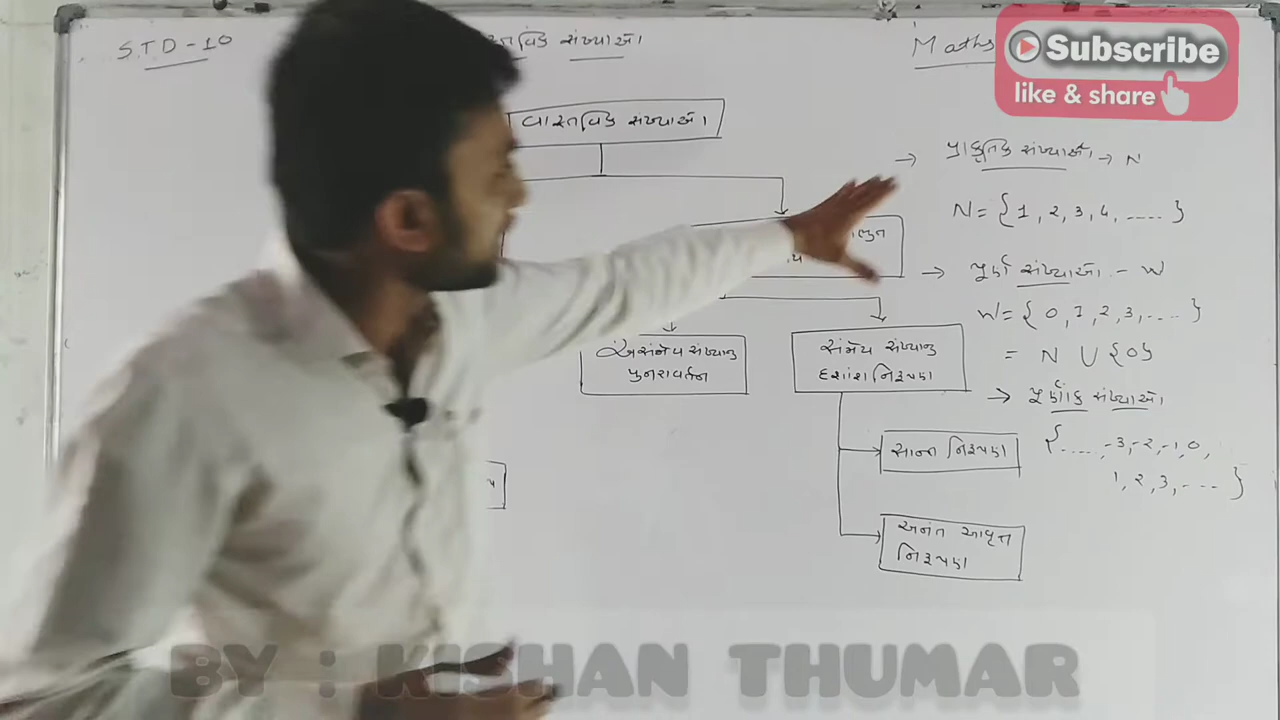 STD-10
સંખ્યાઓ
Maths
Subscribe
like & share
વાસ્તવિક સંખ્યાઓ
→ પ્રાકૃતિક સંખ્યાઓ → N
N = {1, 2, 3, 4, ..... }
→ પૂર્ણ સંખ્યાઓ - W
W = { 0, 1, 2, 3, ..... }
= N ∪ {0}
→ પૂર્ણાંક સંખ્યાઓ
{ ....., -3, -2, -1, 0,
1, 2, 3, ..... }
અસંમેય સંખ્યાનુ
પુનરાવર્તન
સંમેય સંખ્યાનુ
દશાંશ નિરૂપણ
સાન્ત નિરૂપણ
અનંત આવૃત્ત
નિરૂપણ
BY : KISHAN THUMAR